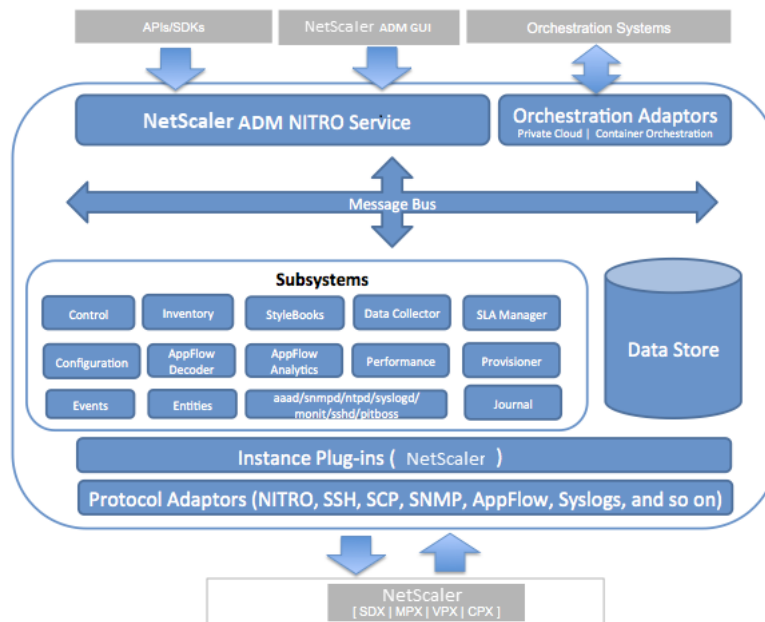 APIs/SDKs
NetScaler ADM GUI
Orchestration Systems
NetScaler ADM NITRO Service
Orchestration Adaptors
Private Cloud | Container Orchestration
Message Bus
Subsystems
Control
Inventory
StyleBooks
Data Collector
SLA Manager
Configuration
AppFlow
Decoder
AppFlow
Analytics
Performance
Provisioner
Events
Entities
aaad/snmpd/ntpd/syslogd/
monit/sshd/pitboss
Journal
Data Store
Instance Plug-ins ( NetScaler )
Protocol Adaptors (NITRO, SSH, SCP, SNMP, AppFlow, Syslogs, and so on)
NetScaler
[ SDX | MPX | VPX | CPX ]